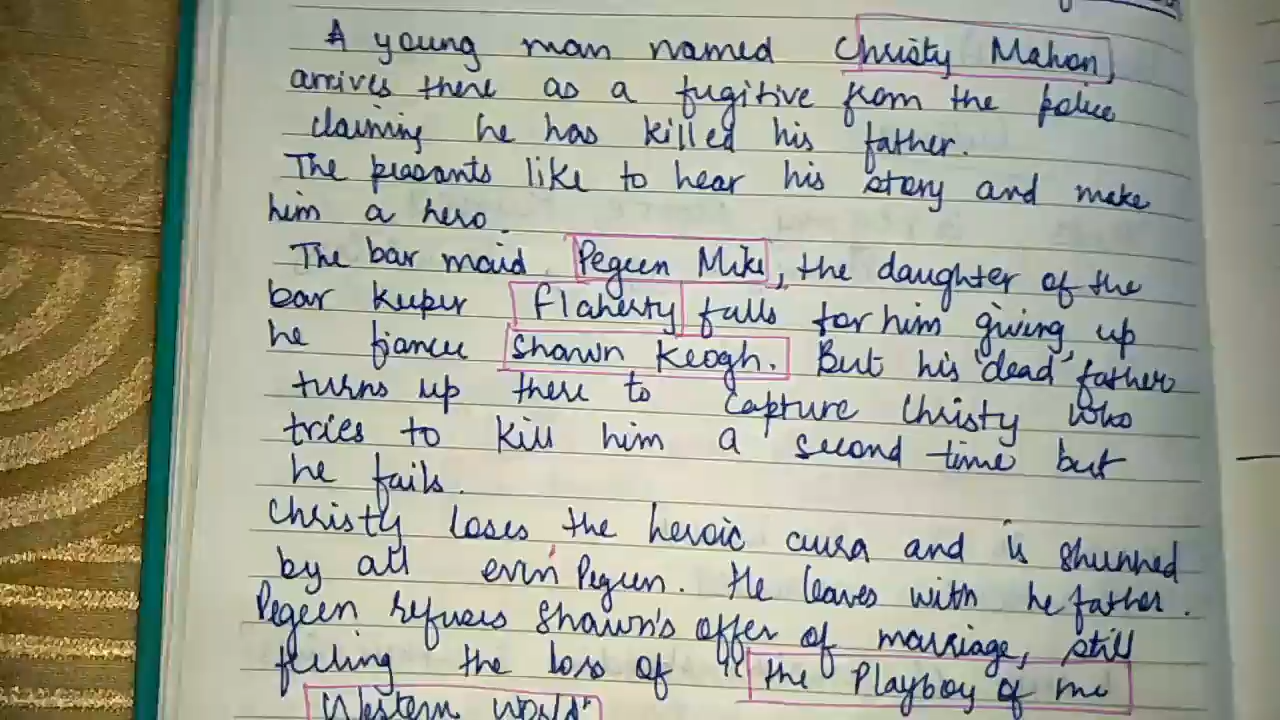 A young man named Christy Mahon,
arrives there as a fugitive from the police
claiming he has killed his father.
The peasants like to hear his story and make
him a hero.
The bar maid Pegeen Mike, the daughter of the
bar keeper Flaherty falls for him giving up
he fiancee Shawn Keogh. But his 'dead' father
turns up there to capture Christy who
tries to kill him a second time but
he fails.
Christy loses the heroic aura and is shunned
by all even Pegeen. He leaves with he father.
Pegeen refuses Shawn's offer of marriage, still
feeling the loss of "the Playboy of the
Western World"